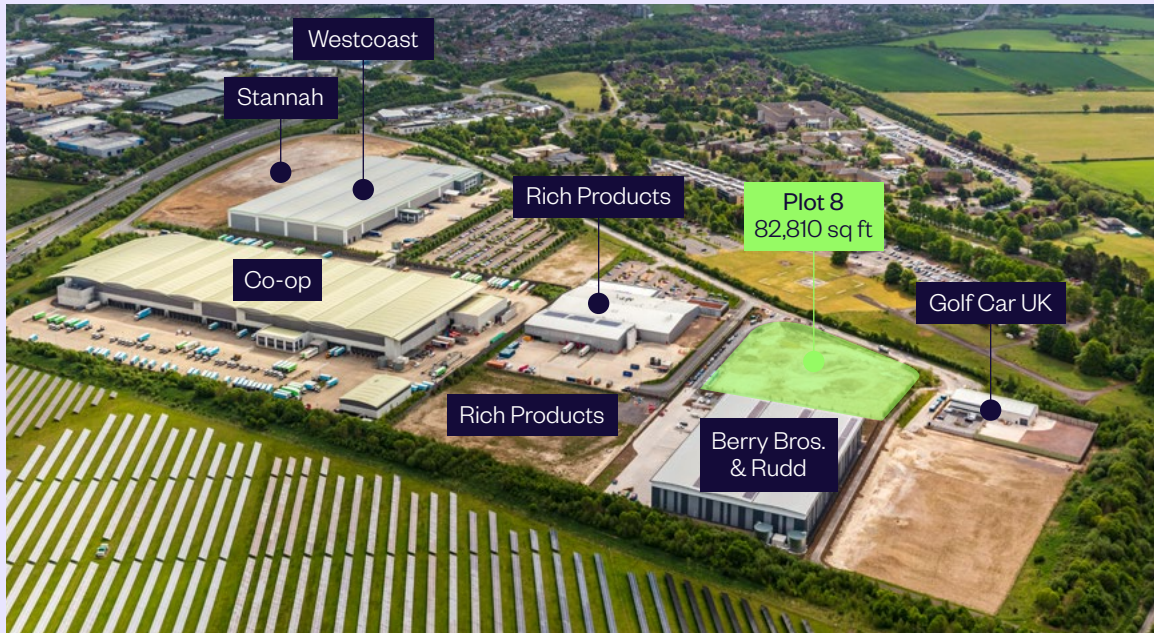 Westcoast
Stannah
Rich Products
Plot 8
82,810 sq ft
Co-op
Golf Car UK
Rich Products
Berry Bros.
& Rudd